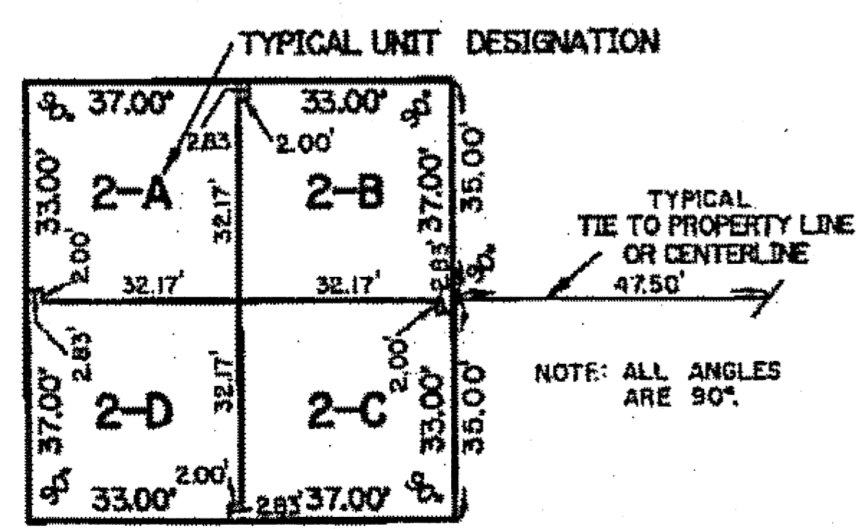 TYPICAL UNIT DESIGNATION
37.00'
33.00'
2.83
2.00'
33.00'
2-A
32.17'
2-B
37.00'
35.00'
TYPICAL
TIE TO PROPERTY LINE
OR CENTERLINE
47.50'
2.00'
32.17'
32.17'
2.83'
2.83'
2.00'
37.00'
2-D
32.17'
2-C
33.00'
35.00'
NOTE: ALL ANGLES
ARE 90°.
2.00'
2.83'
33.00'
37.00'